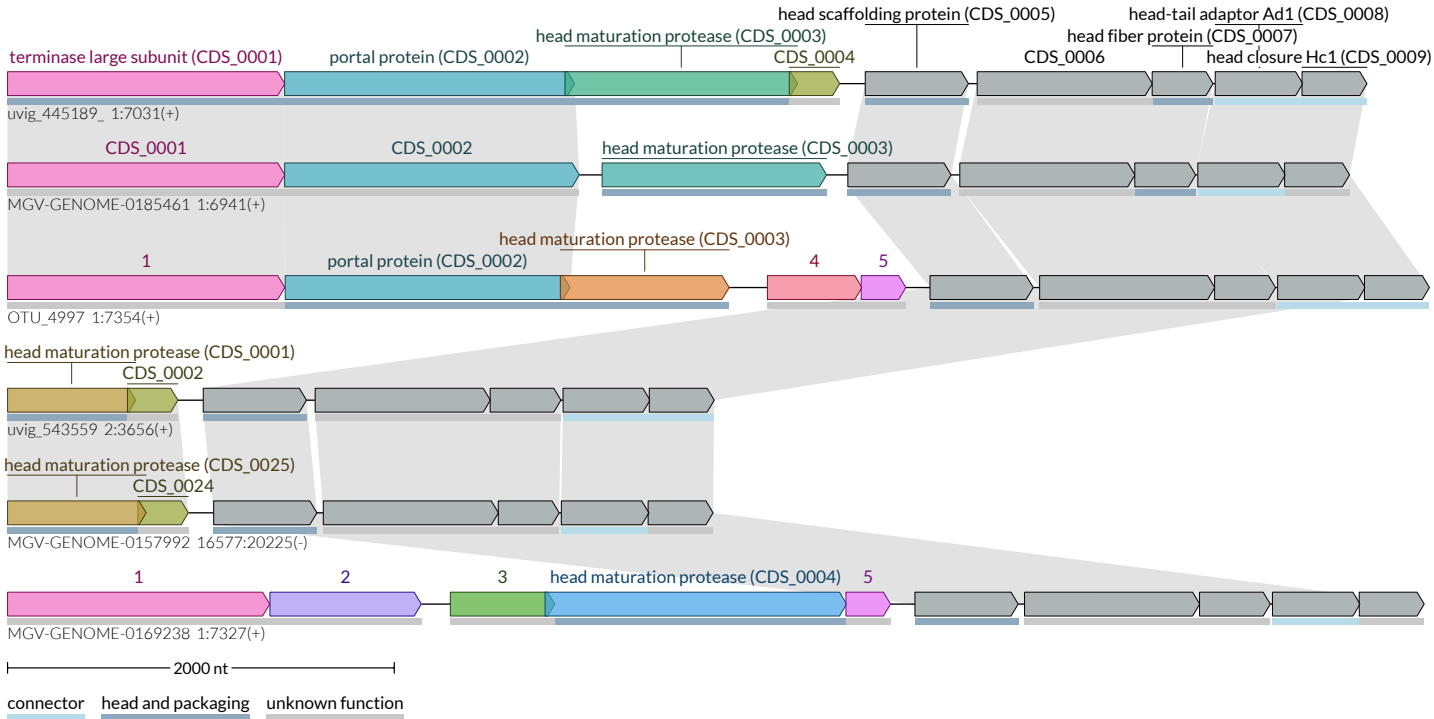 head scaffolding protein (CDS_0005) head-tail adaptor Ad1 (CDS_0008)
head maturation protease (CDS_0003) head fiber protein (CDS_0007)
terminase large subunit (CDS_0001) portal protein (CDS_0002) CDS_0004 CDS_0006 head closure Hc1 (CDS_0009)
uvig_445189_ 1:7031(+)
CDS_0001 CDS_0002 head maturation protease (CDS_0003)
MGV-GENOME-0185461 1:6941(+)
head maturation protease (CDS_0003)
1 portal protein (CDS_0002) 4 5
OTU_4997 1:7354(+)
head maturation protease (CDS_0001)
CDS_0002
uvig_543559 2:3656(+)
head maturation protease (CDS_0025)
CDS_0024
MGV-GENOME-0157992 16577:20225(-)
1 2 3 head maturation protease (CDS_0004) 5
MGV-GENOME-0169238 1:7327(+)
2000 nt
connector head and packaging unknown function